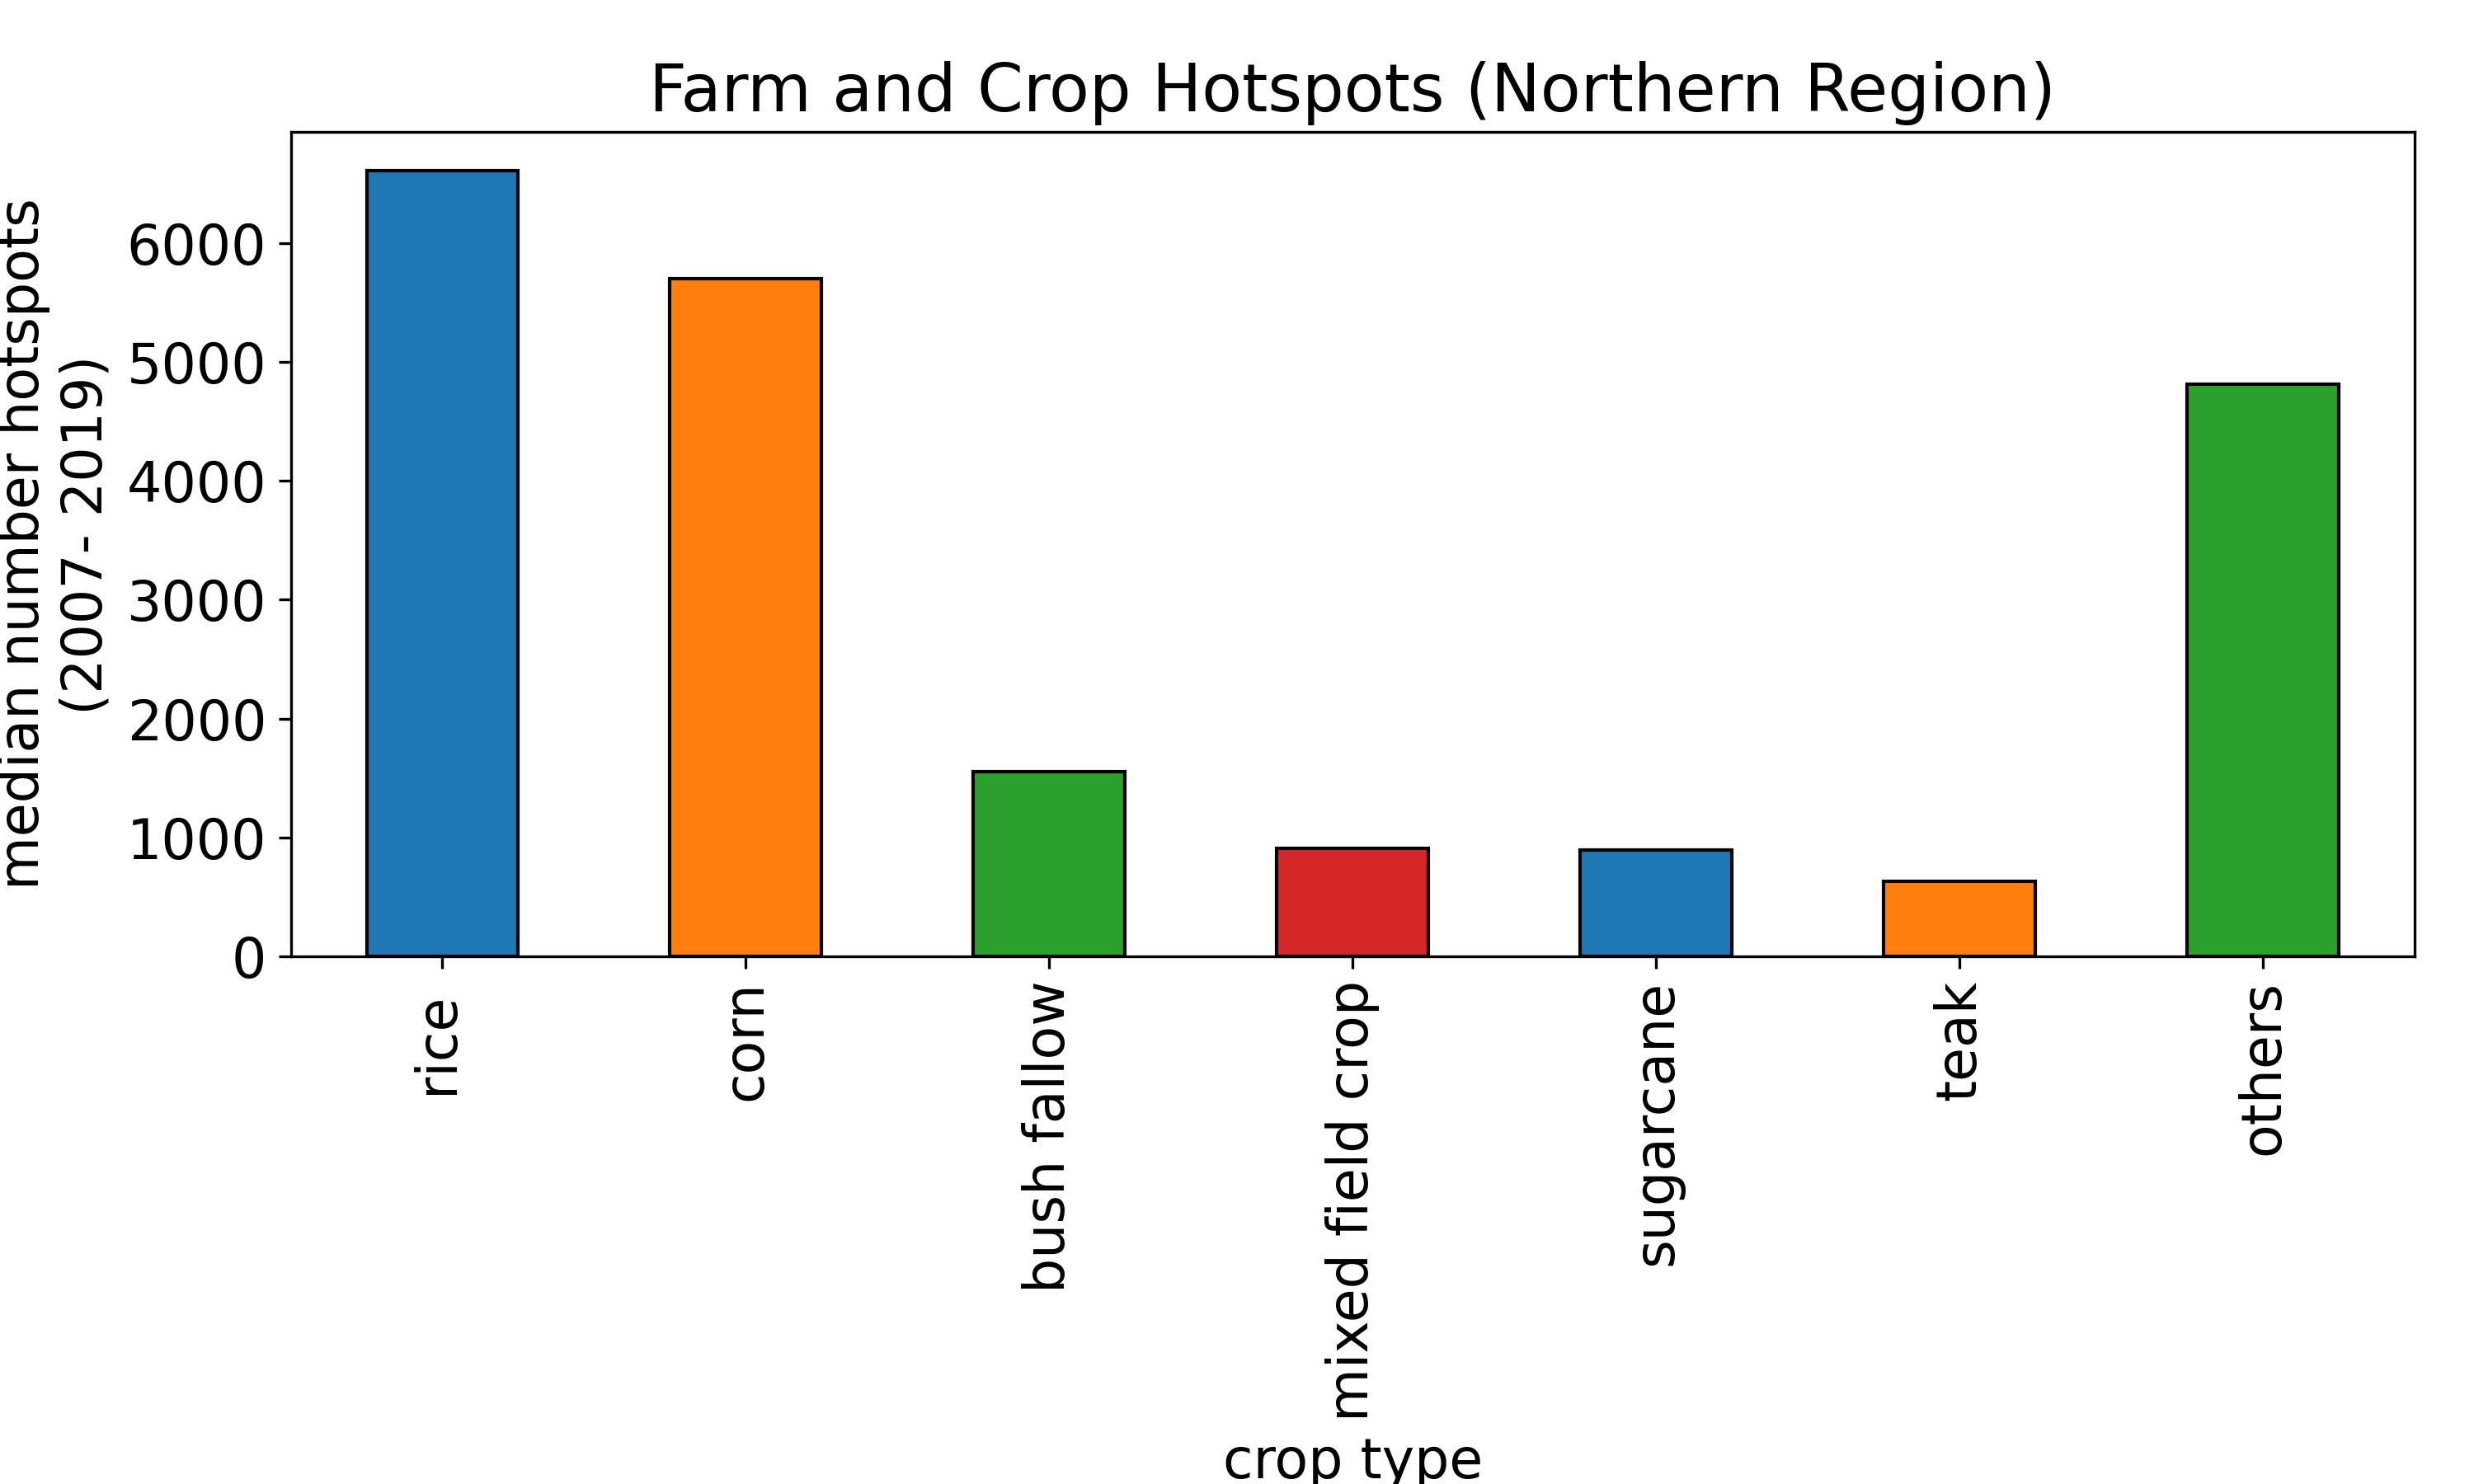 Farm and Crop Hotspots (Northern Region)
median number hotspots
(2007- 2019)
6000
5000
4000
3000
2000
1000
0
rice
corn
bush fallow
mixed field crop
sugarcane
teak
others
crop type